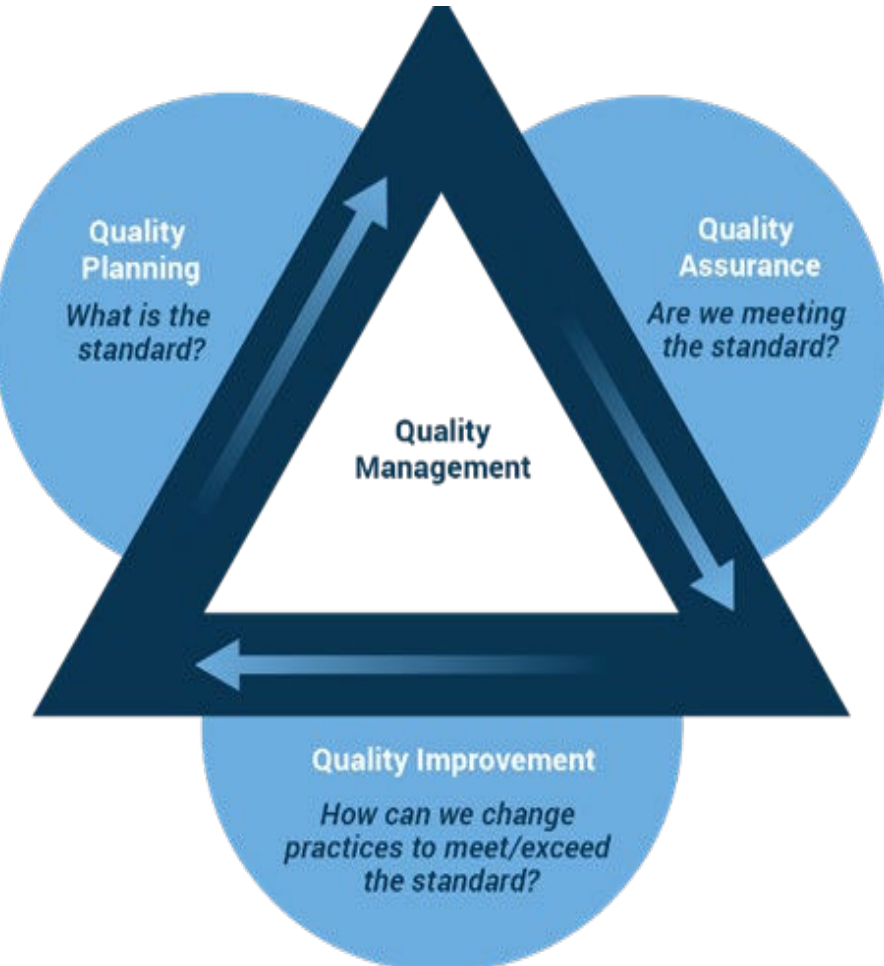 Quality
Planning
What is the
standard?
Quality
Assurance
Are we meeting
the standard?
Quality
Management
Quality Improvement
How can we change
practices to meet/exceed
the standard?